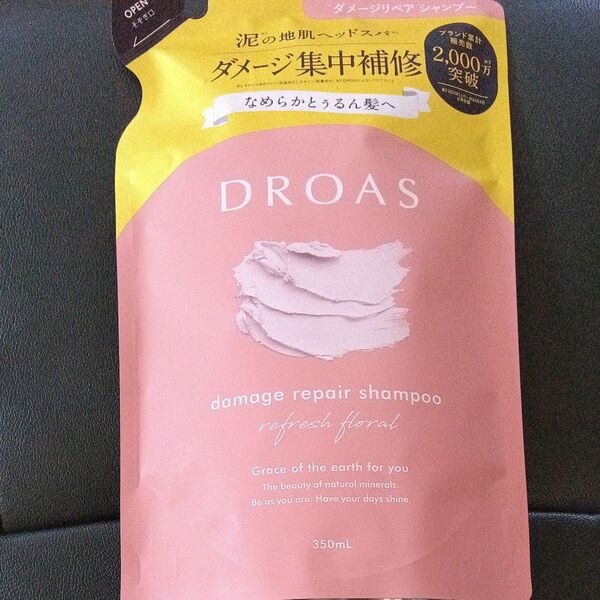 OPEN
そそぎ口
ダメージリペア シャンプー
泥の地肌ヘッドスパ
ダメージ集中補修
なめらかとぅるん髪へ
ブランド累計
販売数
2,000万
突破
DROAS
damage repair shampoo
refresh floral
Grace of the earth for you
The beauty of natural minerals.
Be as you are. Have your days shine.
350mL